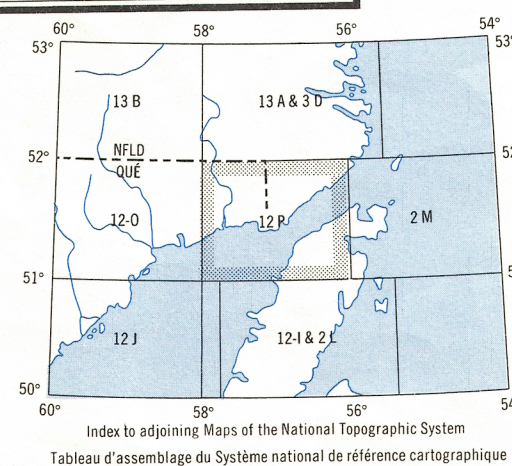 60° 58° 56° 54°
53° 53°
13 B 13 A & 3 D
NFLD
52°
QUÉ
12-O 12 P 2 M
51°
12 J 12-I & 2 L
50°
60° 58° 56°
Index to adjoining Maps of the National Topographic System
Tableau d'assemblage du Système national de référence cartographique